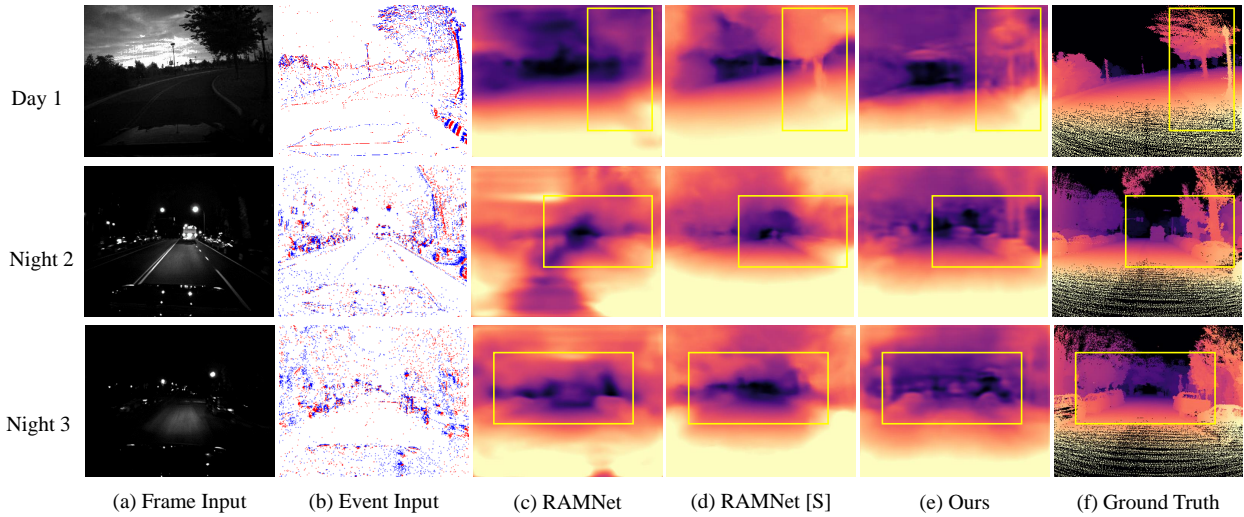 Day 1
Night 2
Night 3
(a) Frame Input (b) Event Input (c) RAMNet (d) RAMNet [S] (e) Ours (f) Ground Truth